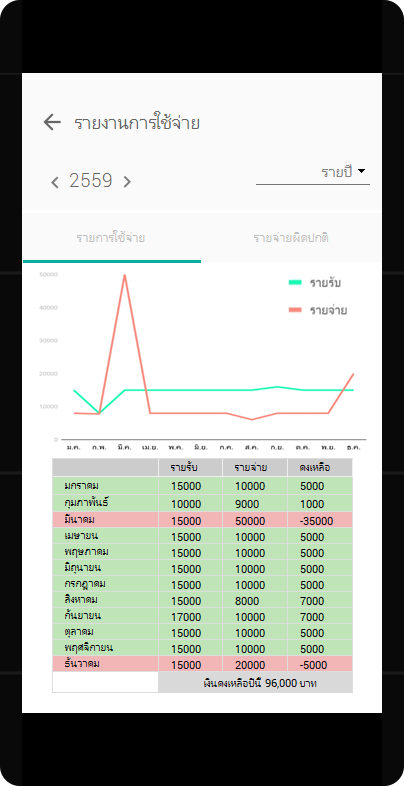 รายงานการใช้จ่าย
2559
รายปี
รายการใช้จ่าย รายจ่ายผิดปกติ
50000
รายรับ
40000
รายจ่าย
30000
20000
10000
0
ม.ค. ก.พ. มี.ค. เม.ย. พ.ค. มิ.ย. ก.ค. ส.ค. ก.ย. ต.ค. พ.ย. ธ.ค.
รายรับ รายจ่าย คงเหลือ
มกราคม 15000 10000 5000
กุมภาพันธ์ 10000 9000 1000
มีนาคม 15000 50000 -35000
เมษายน 15000 10000 5000
พฤษภาคม 15000 10000 5000
มิถุนายน 15000 10000 5000
กรกฎาคม 15000 10000 5000
สิงหาคม 15000 8000 7000
กันยายน 17000 10000 7000
ตุลาคม 15000 10000 5000
พฤศจิกายน 15000 10000 5000
ธันวาคม 15000 20000 -5000
เงินคงเหลือปีนี้ 96,000 บาท